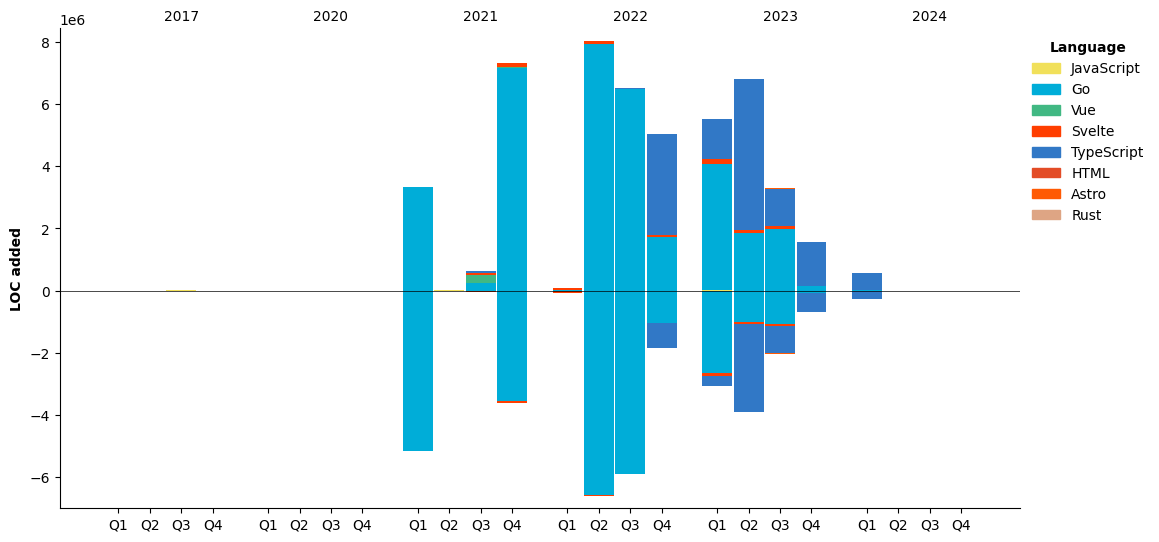 1e6
2017 2020 2021 2022 2023 2024
8
6
4
2
0
−2
−4
−6
LOC added
Q1 Q2 Q3 Q4 Q1 Q2 Q3 Q4 Q1 Q2 Q3 Q4 Q1 Q2 Q3 Q4 Q1 Q2 Q3 Q4 Q1 Q2 Q3 Q4
Language
JavaScript
Go
Vue
Svelte
TypeScript
HTML
Astro
Rust